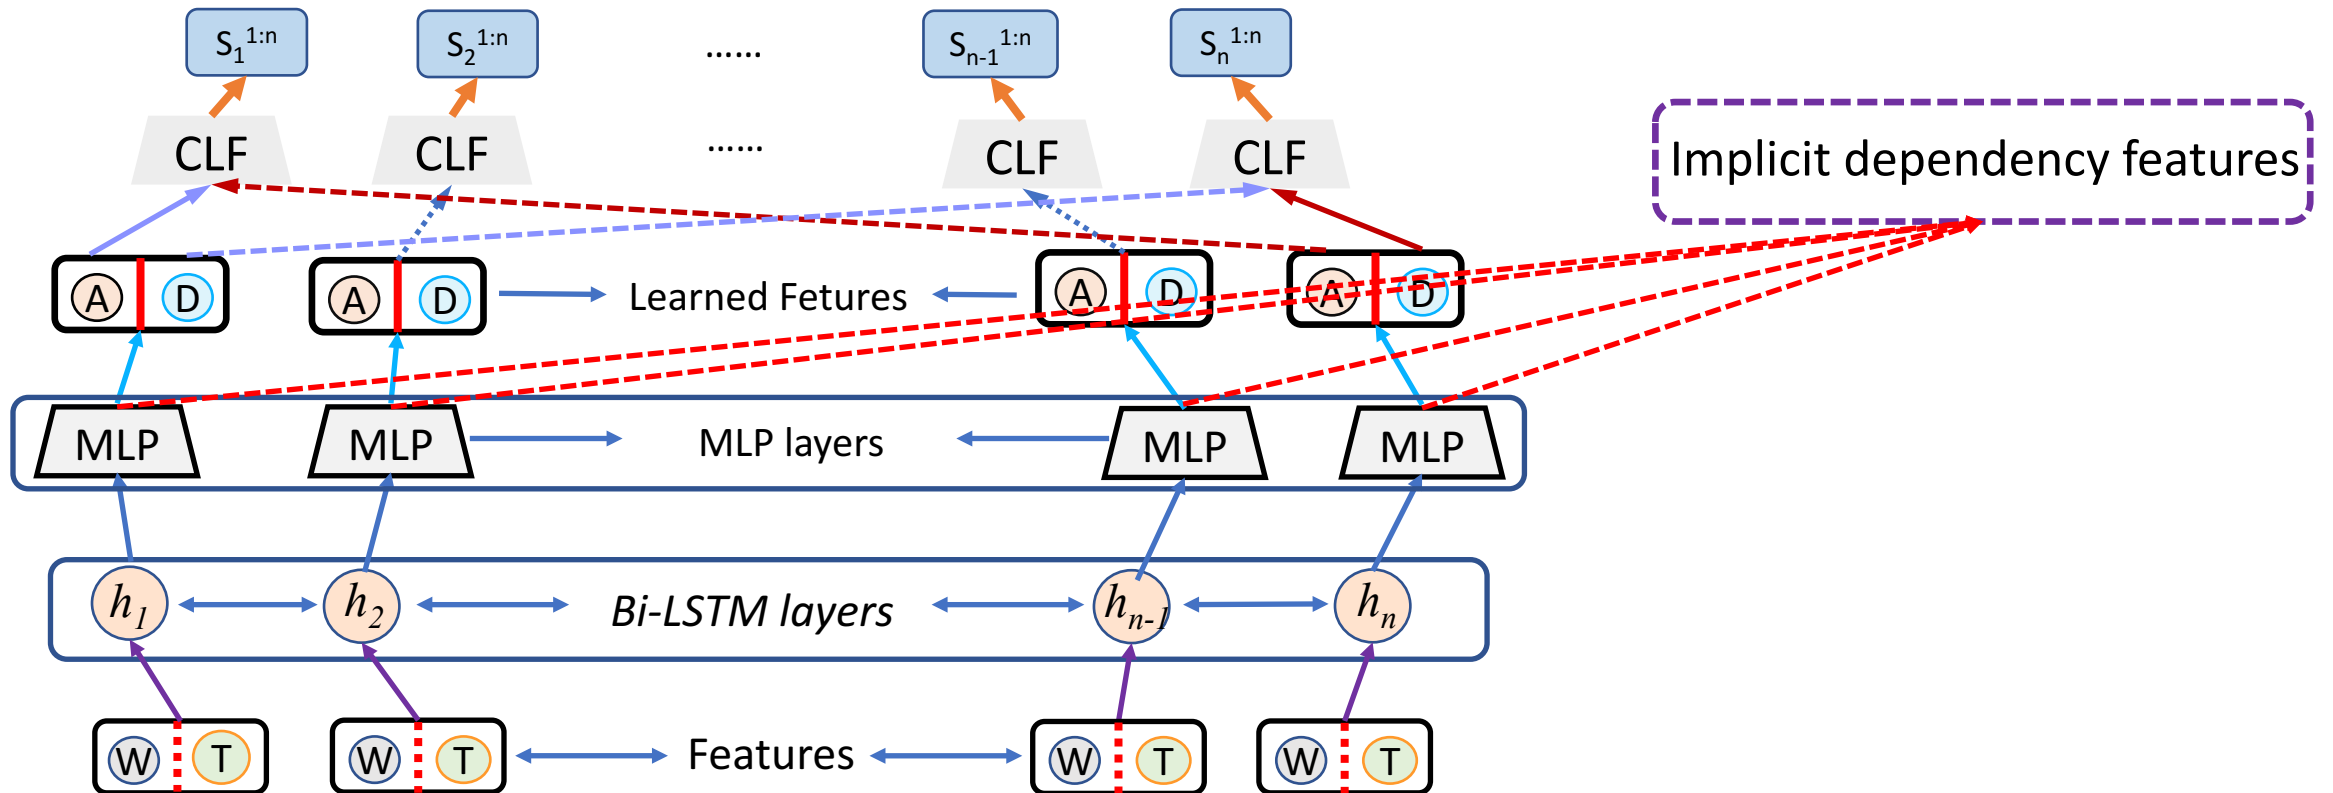 S1^1:n S2^1:n ...... Sn-1^1:n Sn^1:n
CLF CLF ...... CLF CLF
Implicit dependency features
A D A D Learned Fetures A D A D
MLP MLP MLP layers MLP MLP
h1 h2 Bi-LSTM layers hn-1 hn
W T W T Features W T W T